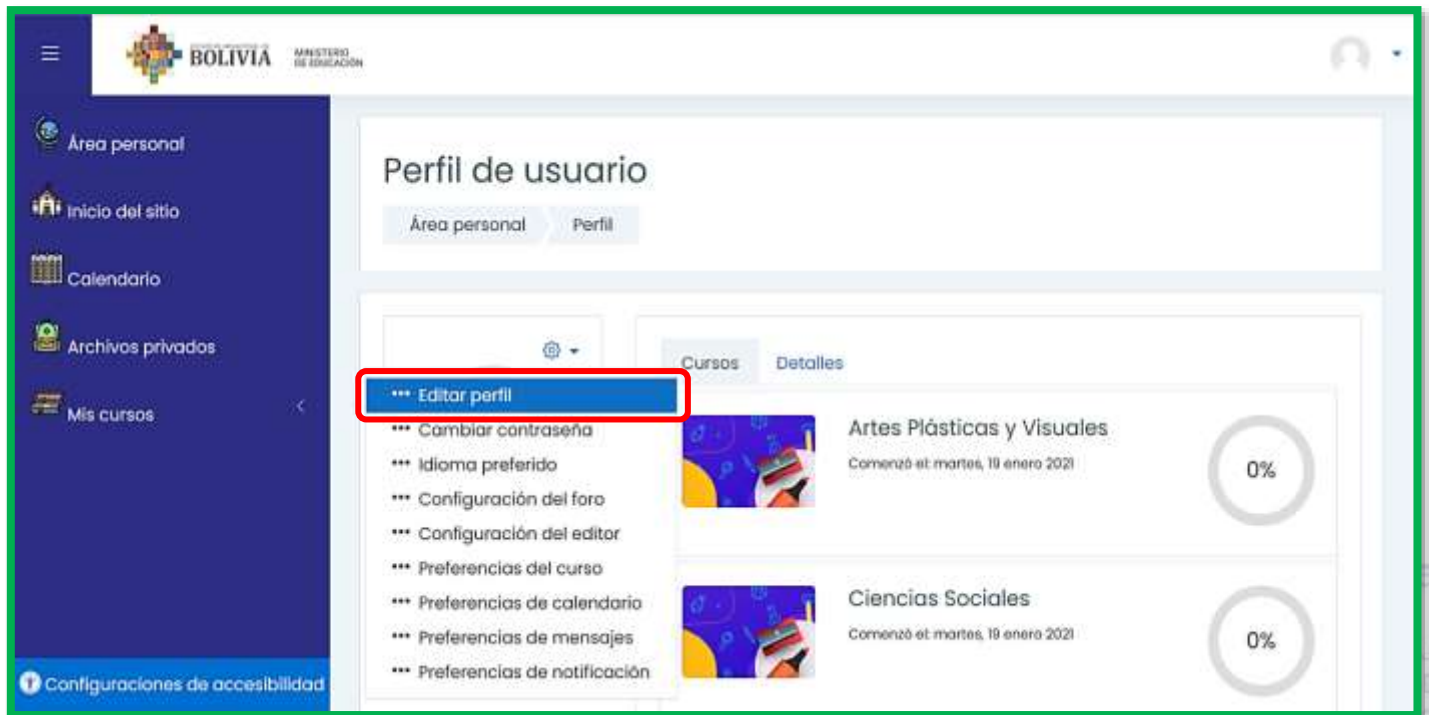 BOLIVIA
MINISTERIO
DE EDUCACIÓN
Área personal
Inicio del sitio
Calendario
Archivos privados
Mis cursos
Configuraciones de accesibilidad
Perfil de usuario
Área personal Perfil
Editar perfil
Cambiar contraseña
Idioma preferido
Configuración del foro
Configuración del editor
Preferencias del curso
Preferencias de calendario
Preferencias de mensajes
Preferencias de notificación
Cursos Detalles
Artes Plásticas y Visuales
Comenzó el: martes, 19 enero 2021
0%
Ciencias Sociales
Comenzó el: martes, 19 enero 2021
0%